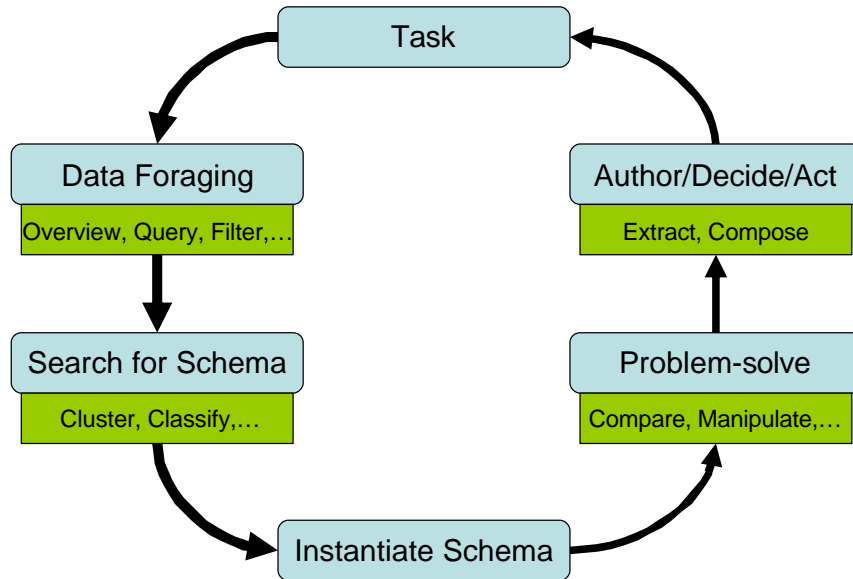 Task
Data Foraging
Overview, Query, Filter,…
Search for Schema
Cluster, Classify,…
Instantiate Schema
Problem-solve
Compare, Manipulate,…
Author/Decide/Act
Extract, Compose